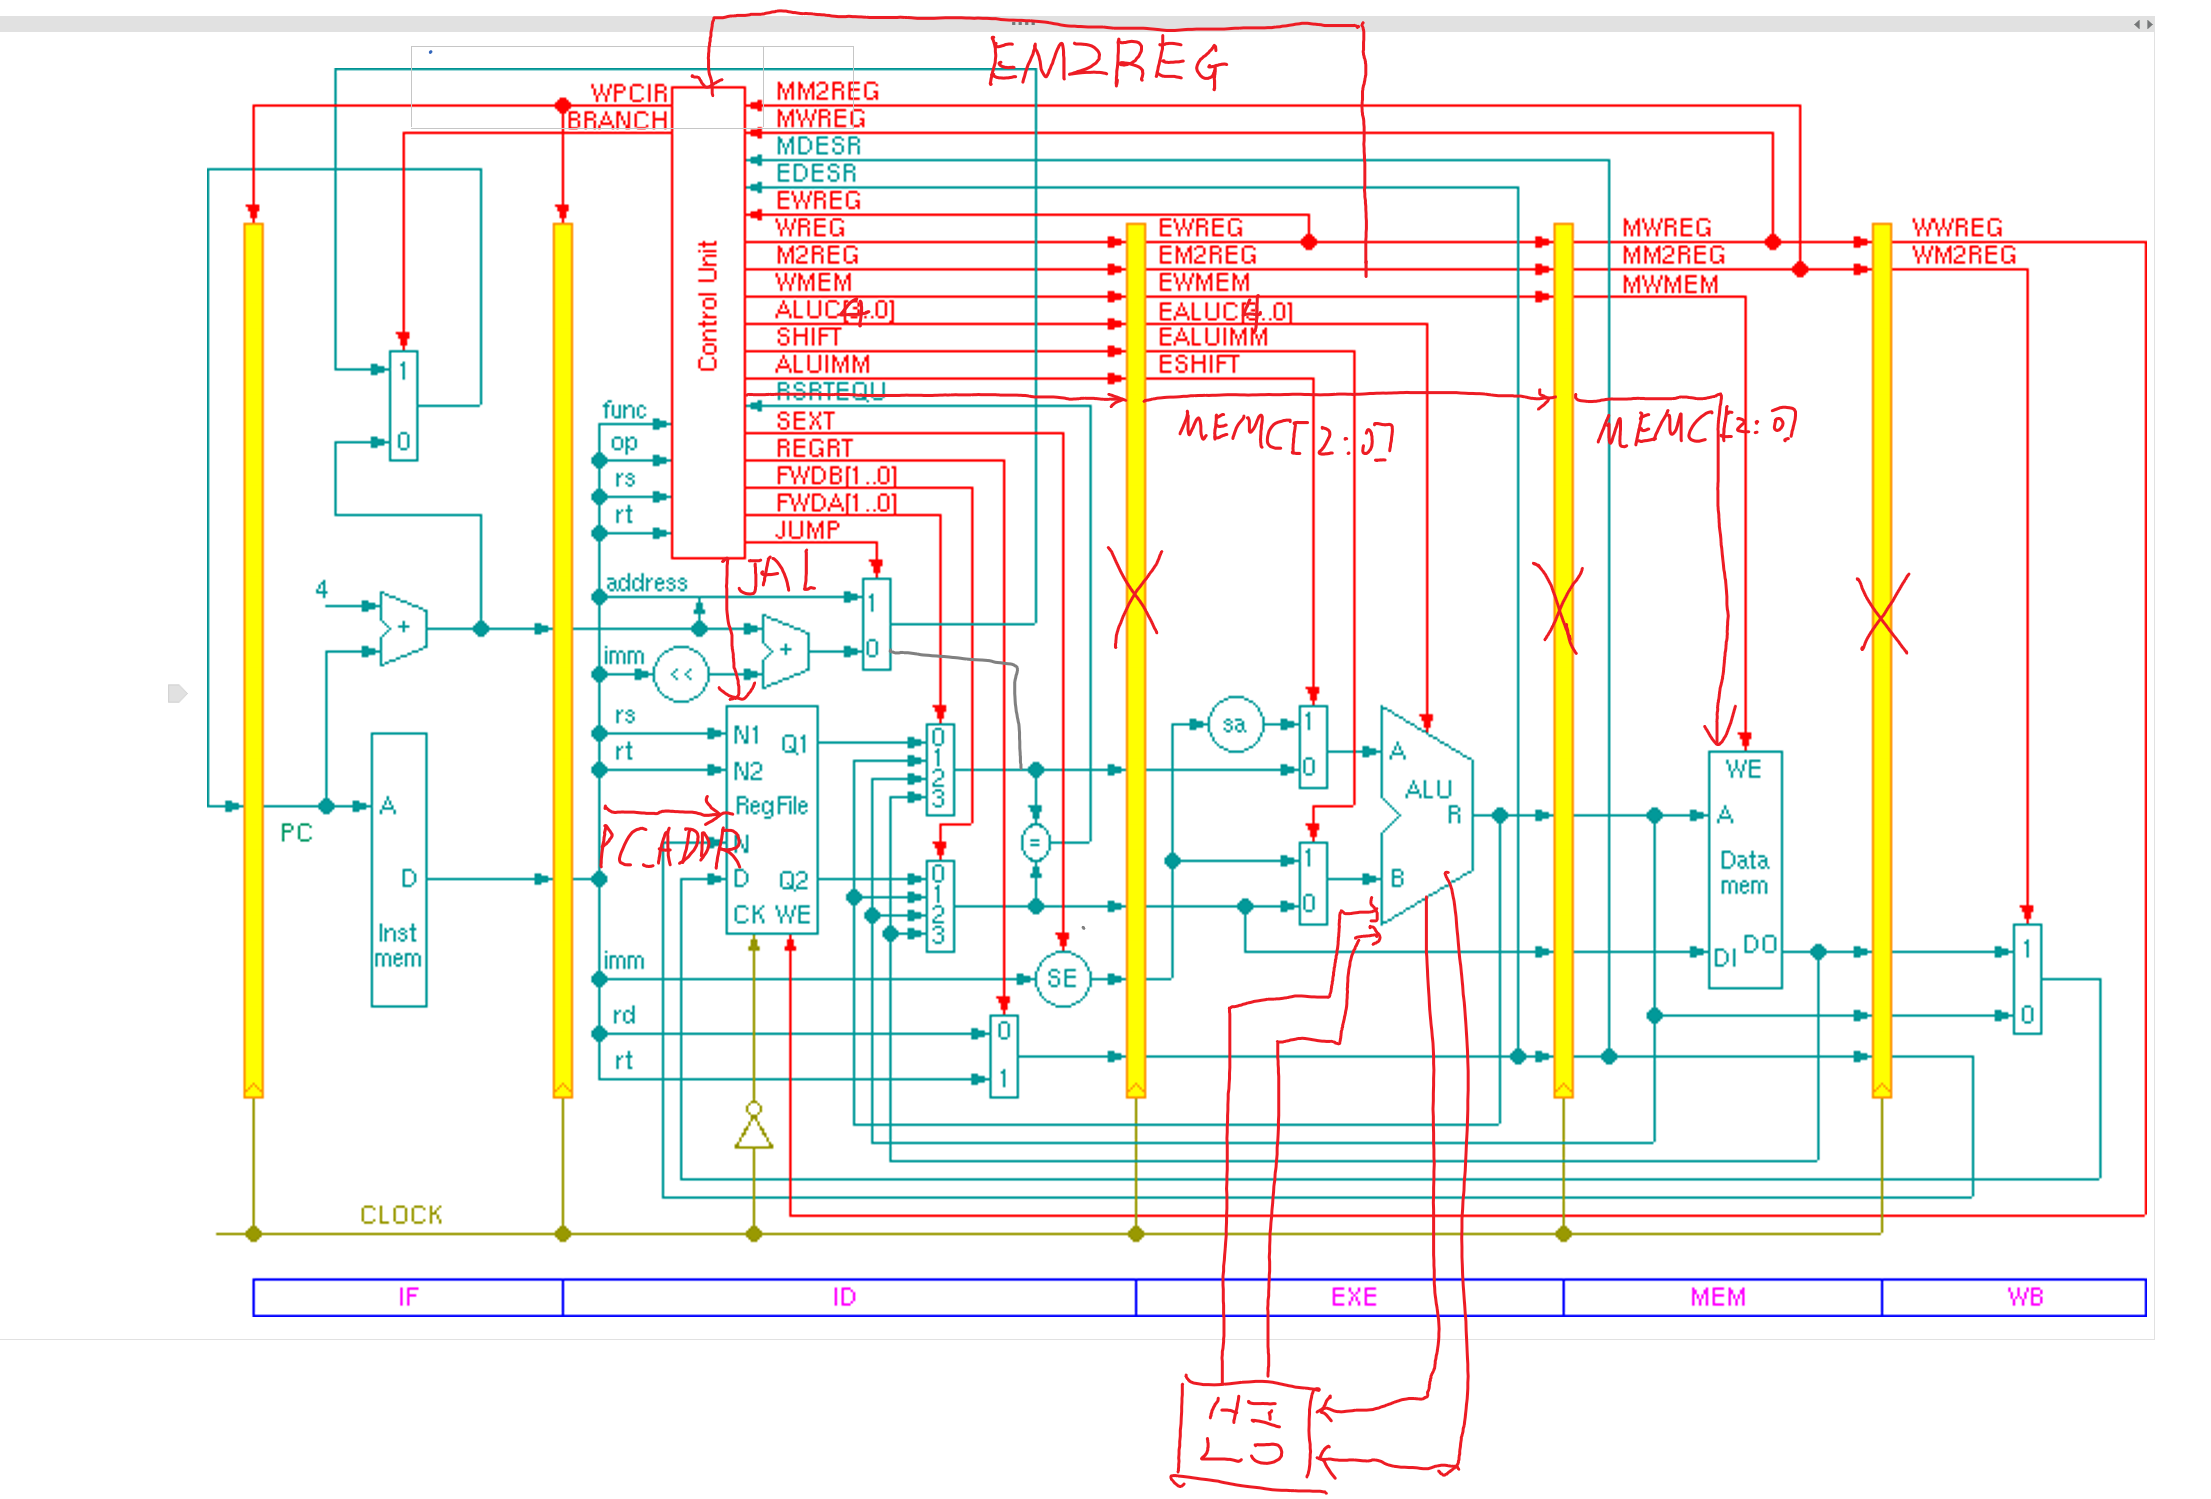 EM2REG
WPCIR
MM2REG
BRANCH
MWREG
MDESR
EDESR
EWREG
WREG
EWREG
MWREG
WWREG
M2REG
EM2REG
MM2REG
WM2REG
WMEM
EWMEM
MWMEM
ALUC[4..0]
EALUC[4..0]
SHIFT
EALUIMM
ALUIMM
ESHIFT
RSRTEQU
Control Unit
func
SEXT
MEMC[2:0]
MEMC[2:0]
op
REGRT
rs
FWDB[1..0]
rt
FWDA[1..0]
JUMP
JAL
1
0
4
+
address
1
imm
<<
+
0
rs
N1
Q1
rt
N2
RegFile
PC_ADDR
N
D
Q2
CK WE
0
1
2
3
0
1
2
3
=
sa
1
0
1
0
A
ALU
R
B
WE
A
Data
mem
DI
DO
1
0
PC
A
D
Inst
mem
imm
SE
rd
0
rt
1
CLOCK
IF
ID
EXE
MEM
WB
HI
LO